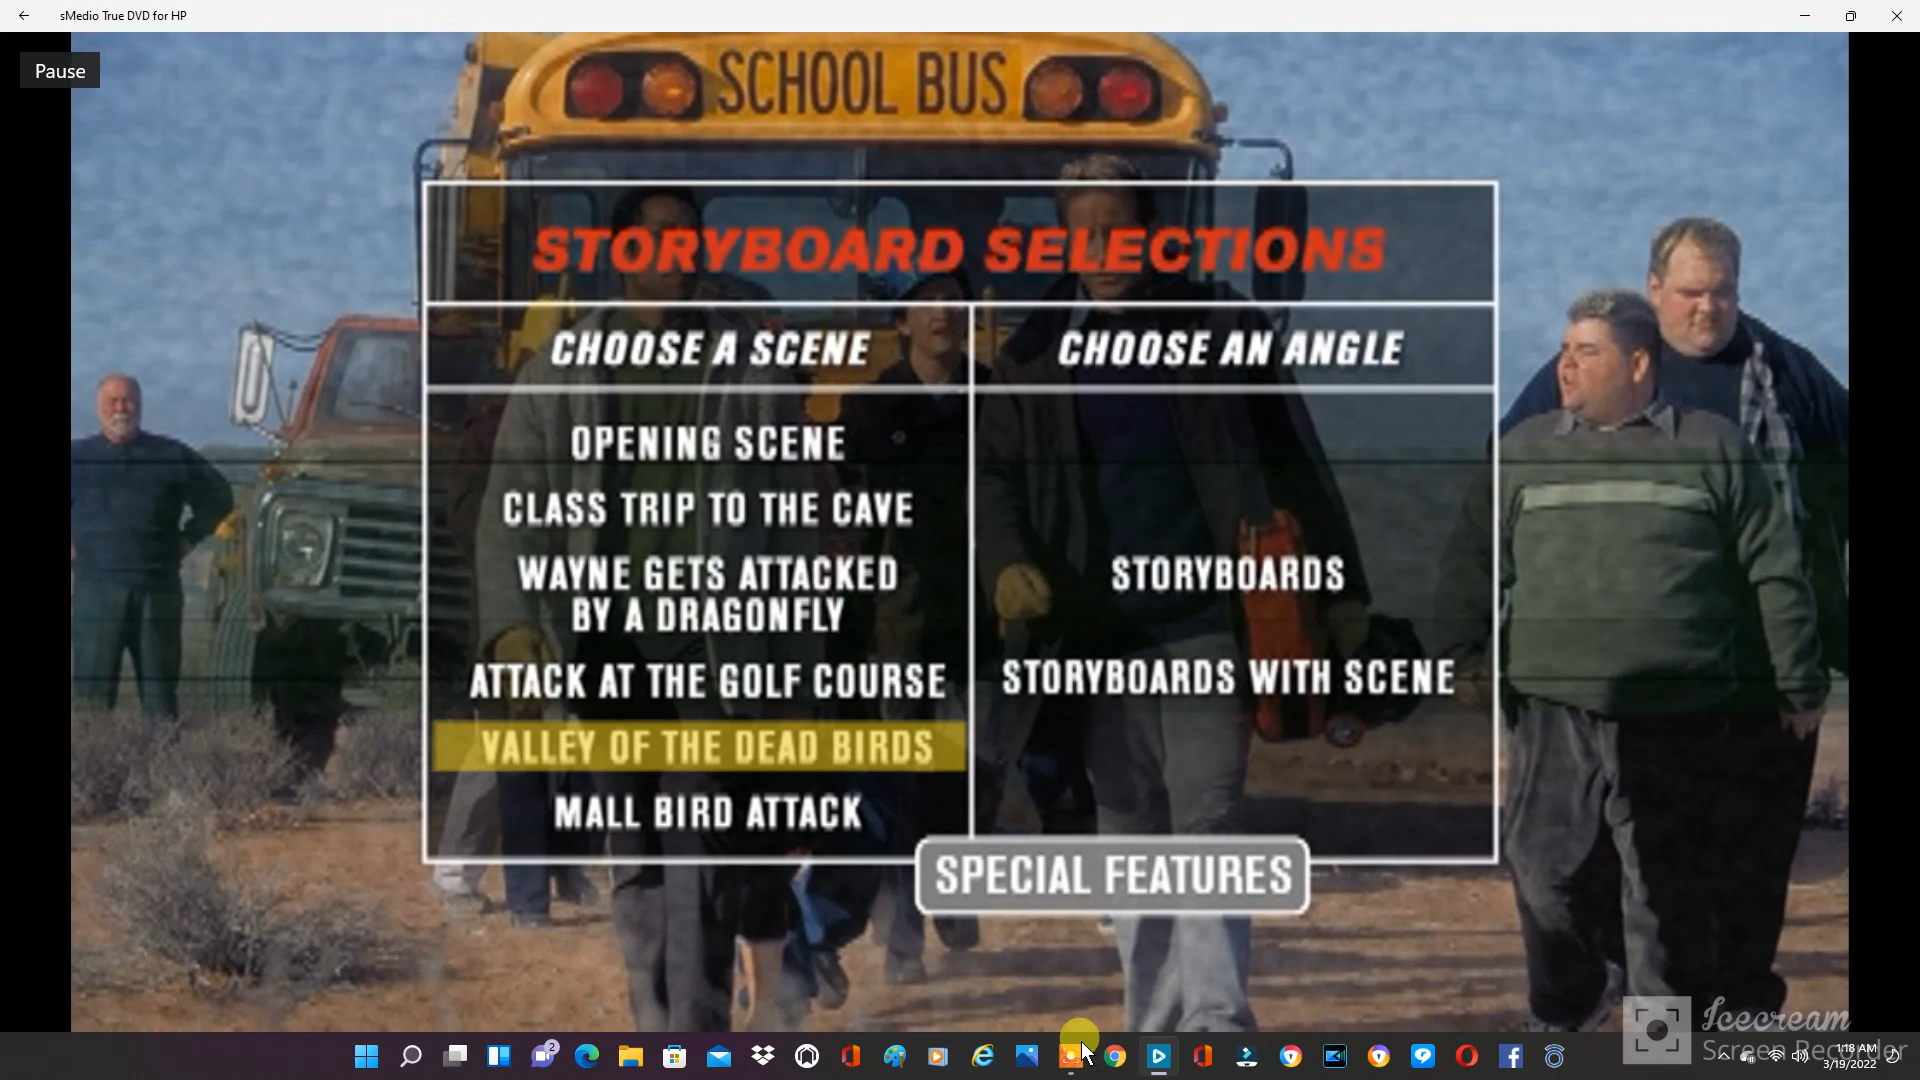 sMedio True DVD for HP
Pause
SCHOOL BUS
STORYBOARD SELECTIONS
CHOOSE A SCENE
CHOOSE AN ANGLE
OPENING SCENE
CLASS TRIP TO THE CAVE
WAYNE GETS ATTACKED
BY A DRAGONFLY
ATTACK AT THE GOLF COURSE
VALLEY OF THE DEAD BIRDS
MALL BIRD ATTACK
STORYBOARDS
STORYBOARDS WITH SCENE
SPECIAL FEATURES
Icecream
Screen Recorder
2
1:18 AM
3/19/2022